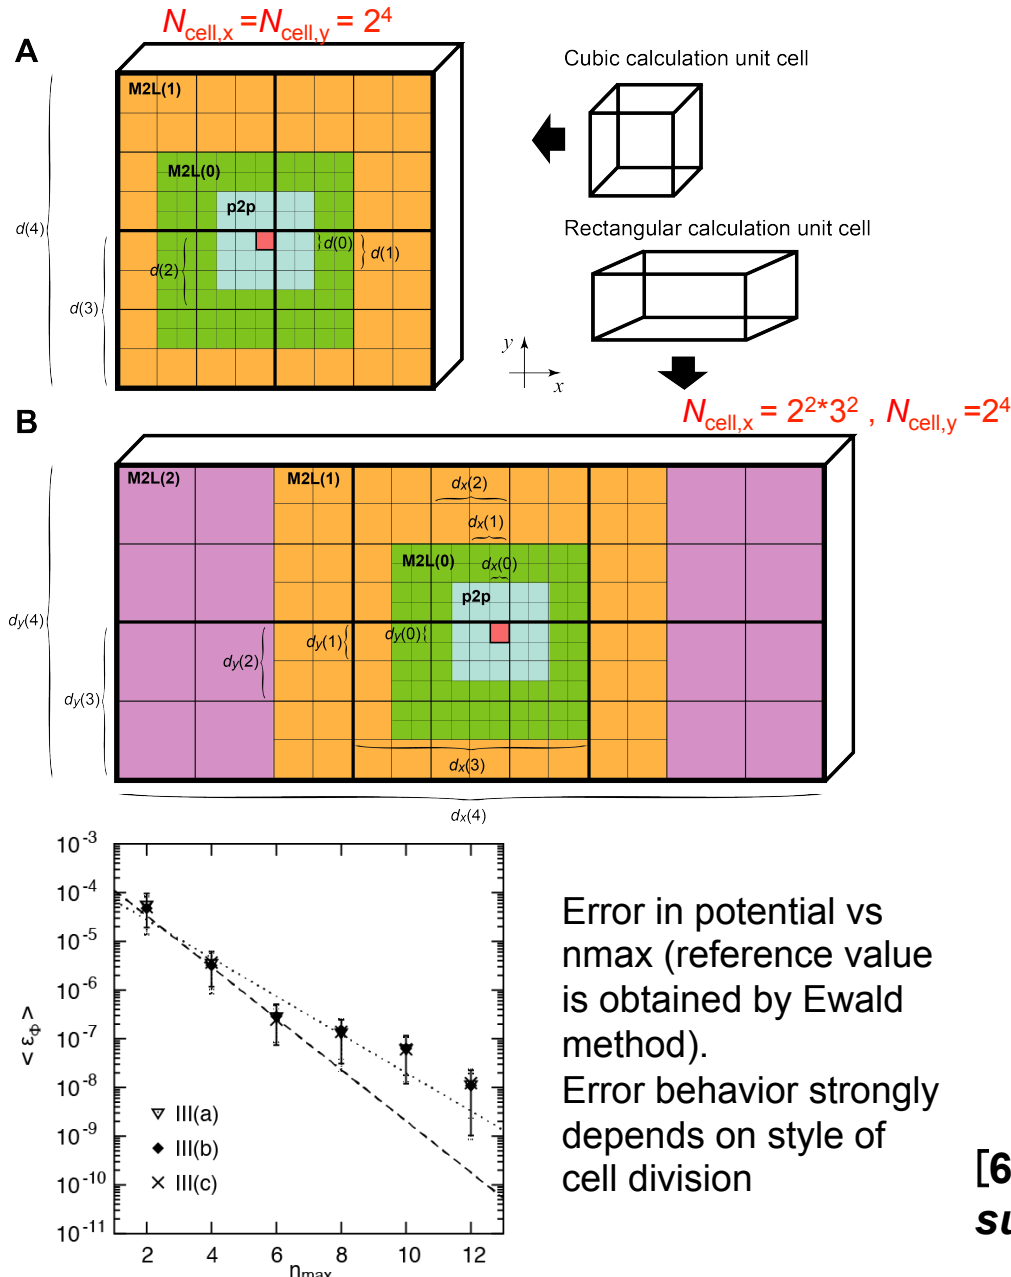 N_cell,x =N_cell,y = 2^4
A
Cubic calculation unit cell
M2L(1)
M2L(0)
p2p
d(4)
d(3)
d(2)
d(0)
d(1)
Rectangular calculation unit cell
y
x
N_cell,x = 2^2*3^2 , N_cell,y =2^4
B
M2L(2)
M2L(1)
d_x(2)
d_x(1)
M2L(0)
d_x(0)
p2p
d_y(4)
d_y(3)
d_y(2)
d_y(1)
d_y(0)
d_x(3)
d_x(4)
10^-3
10^-4
10^-5
10^-6
10^-7
10^-8
10^-9
10^-10
10^-11
< ε_Φ >
III(a)
III(b)
III(c)
2 4 6 8 10 12
n_max
Error in potential vs
nmax (reference value
is obtained by Ewald
method).
Error behavior strongly
depends on style of
cell division
[6
su